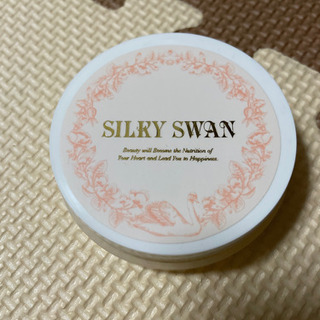 SILKY SWAN
Beauty will Become the Nutrition of
Your Heart and Lead You to Happiness.